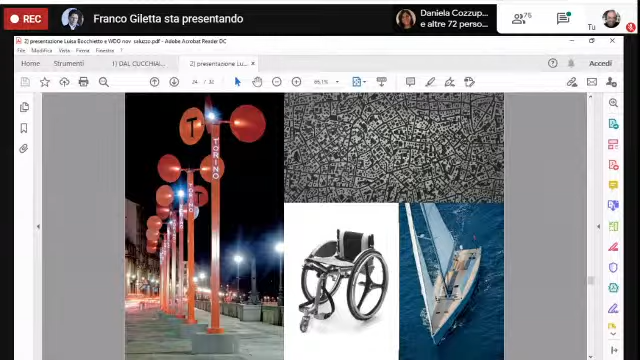 REC
Franco Giletta sta presentando
Daniela Cozzup...
e altre 72 perso...
75
Tu
2) presentazione Luisa Bocchietto e WDO nov saluzzo.pdf - Adobe Acrobat Reader DC
File Modifica Vista Firma Finestra ?
Home Strumenti 1) DAL CUCCHIAI... 2) presentazione Lu... × Accedi
24 / 32 66,1%
T
TORINO
TORINO
T